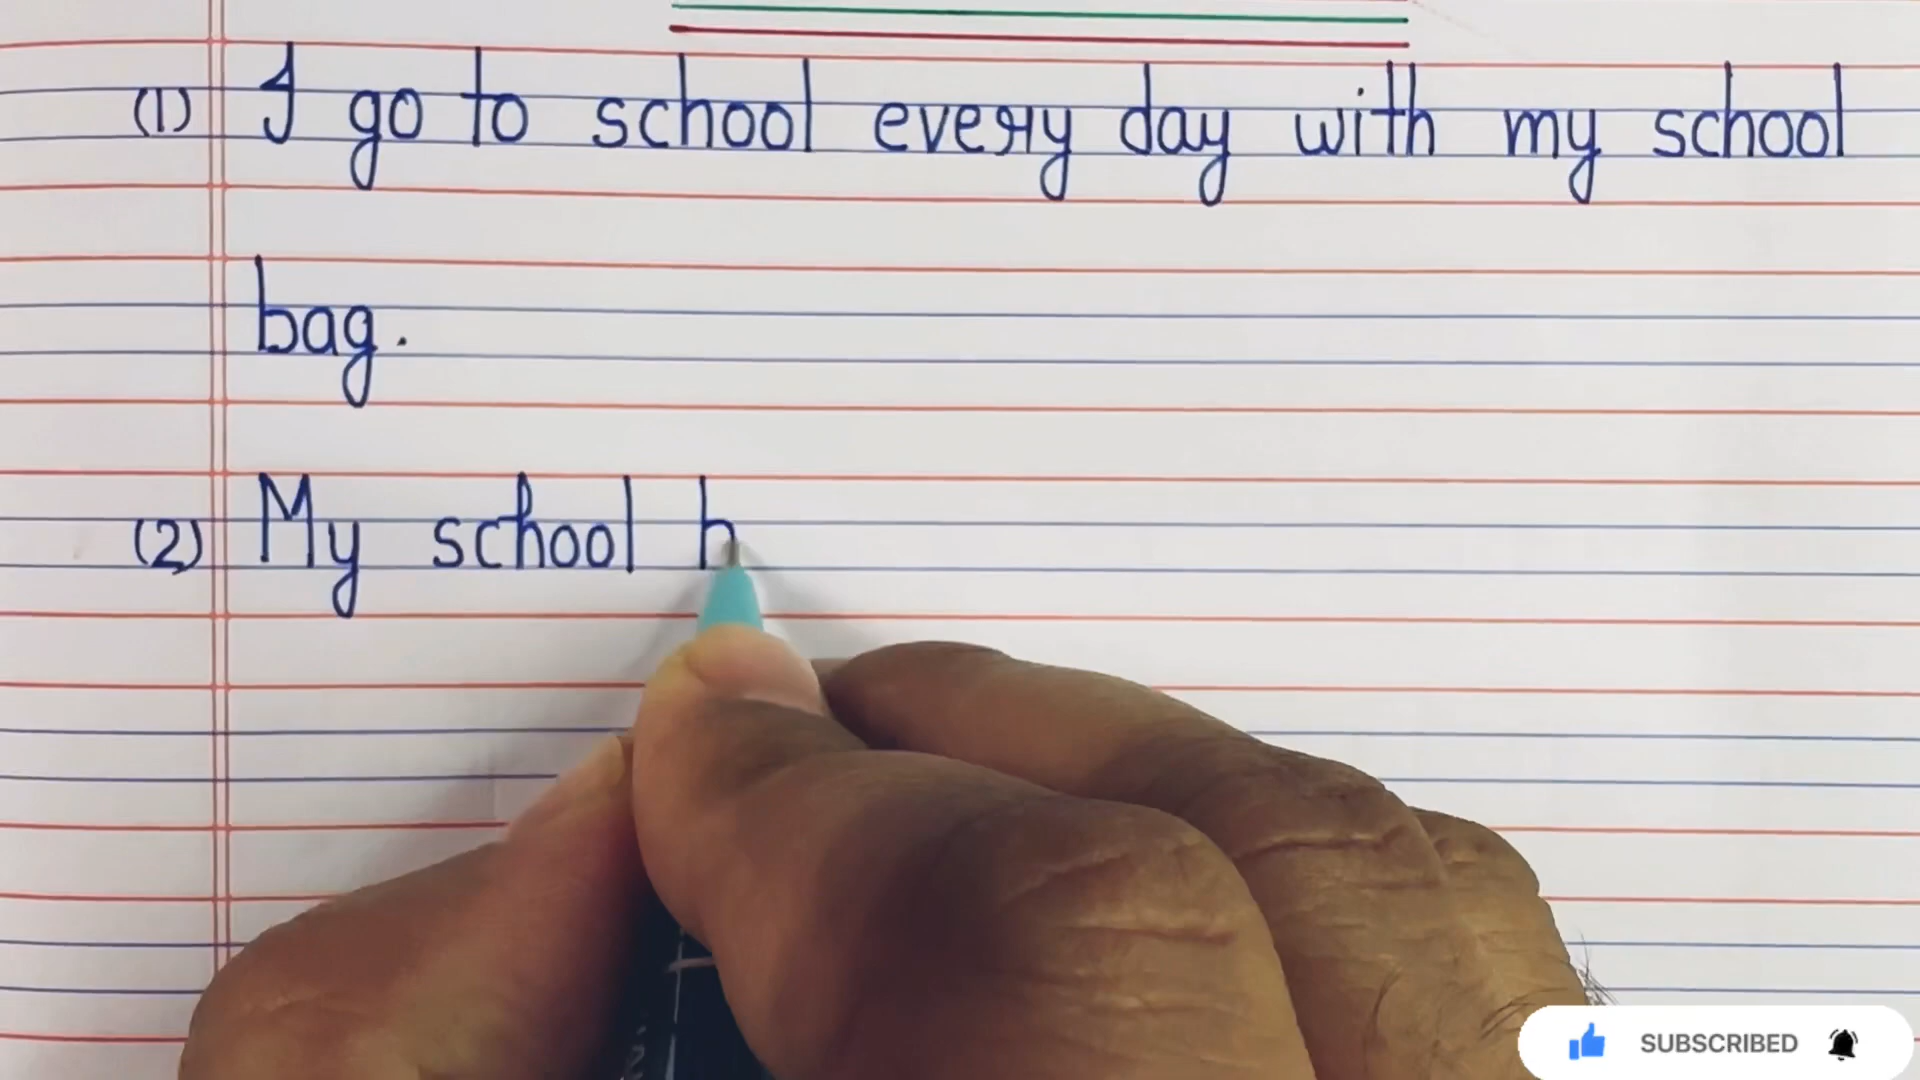 (1) I go to school every day with my school
bag.
(2) My school
SUBSCRIBED